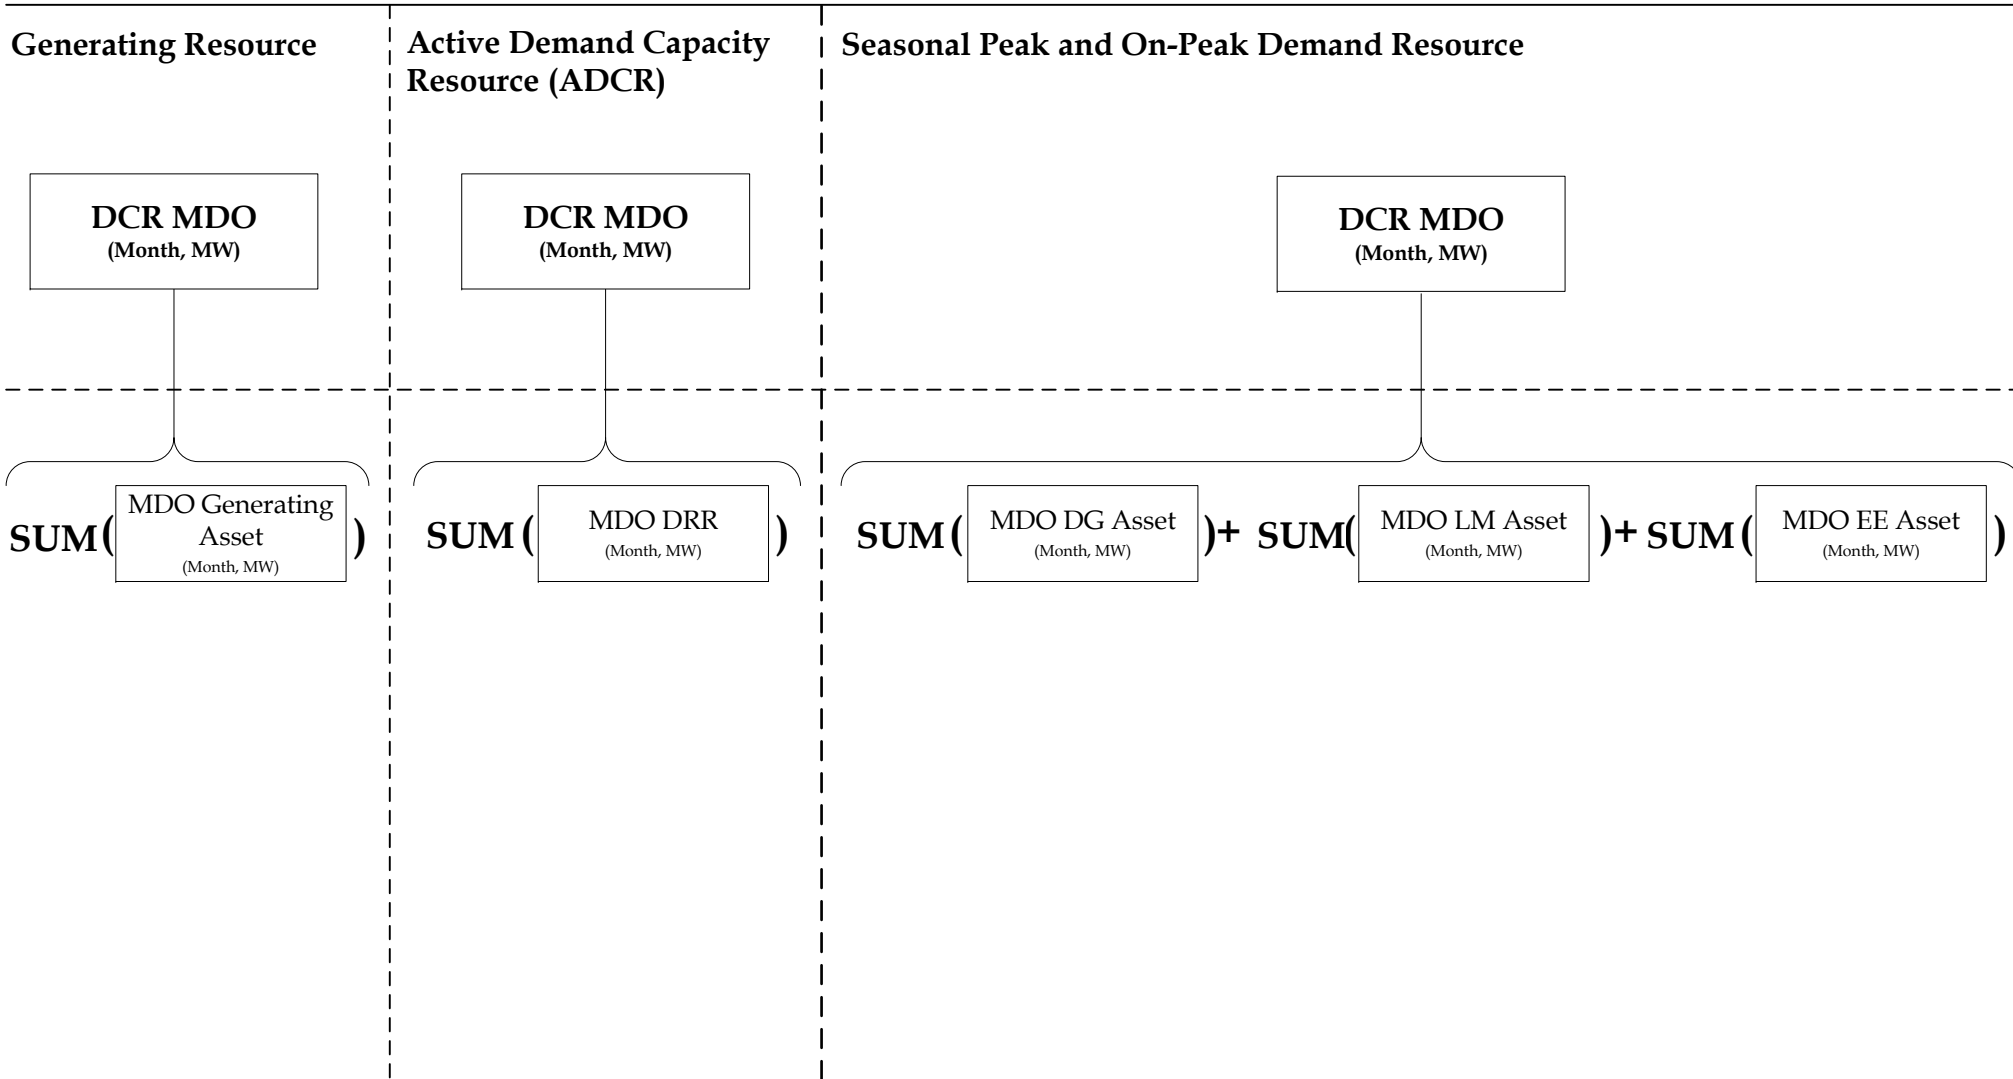 Generating Resource
Active Demand Capacity
Resource (ADCR)
Seasonal Peak and On-Peak Demand Resource
DCR MDO
(Month, MW)
DCR MDO
(Month, MW)
DCR MDO
(Month, MW)
SUM(
MDO Generating
Asset
(Month, MW)
)
SUM (
MDO DRR
(Month, MW)
)
SUM (
MDO DG Asset
(Month, MW)
)+
SUM(
MDO LM Asset
(Month, MW)
)+
SUM (
MDO EE Asset
(Month, MW)
)